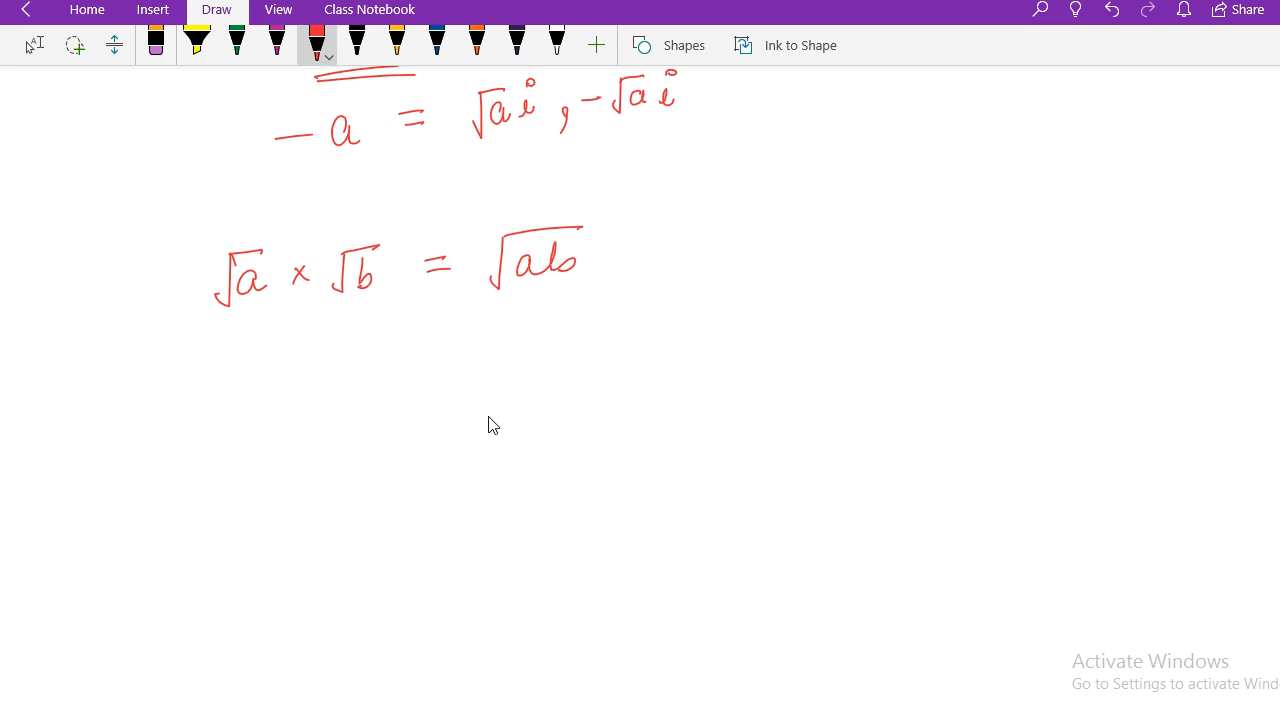 Home Insert Draw View Class Notebook Share
Shapes Ink to Shape
- a = √a i , - √a i
√a × √b = √ab
Activate Windows
Go to Settings to activate Wind